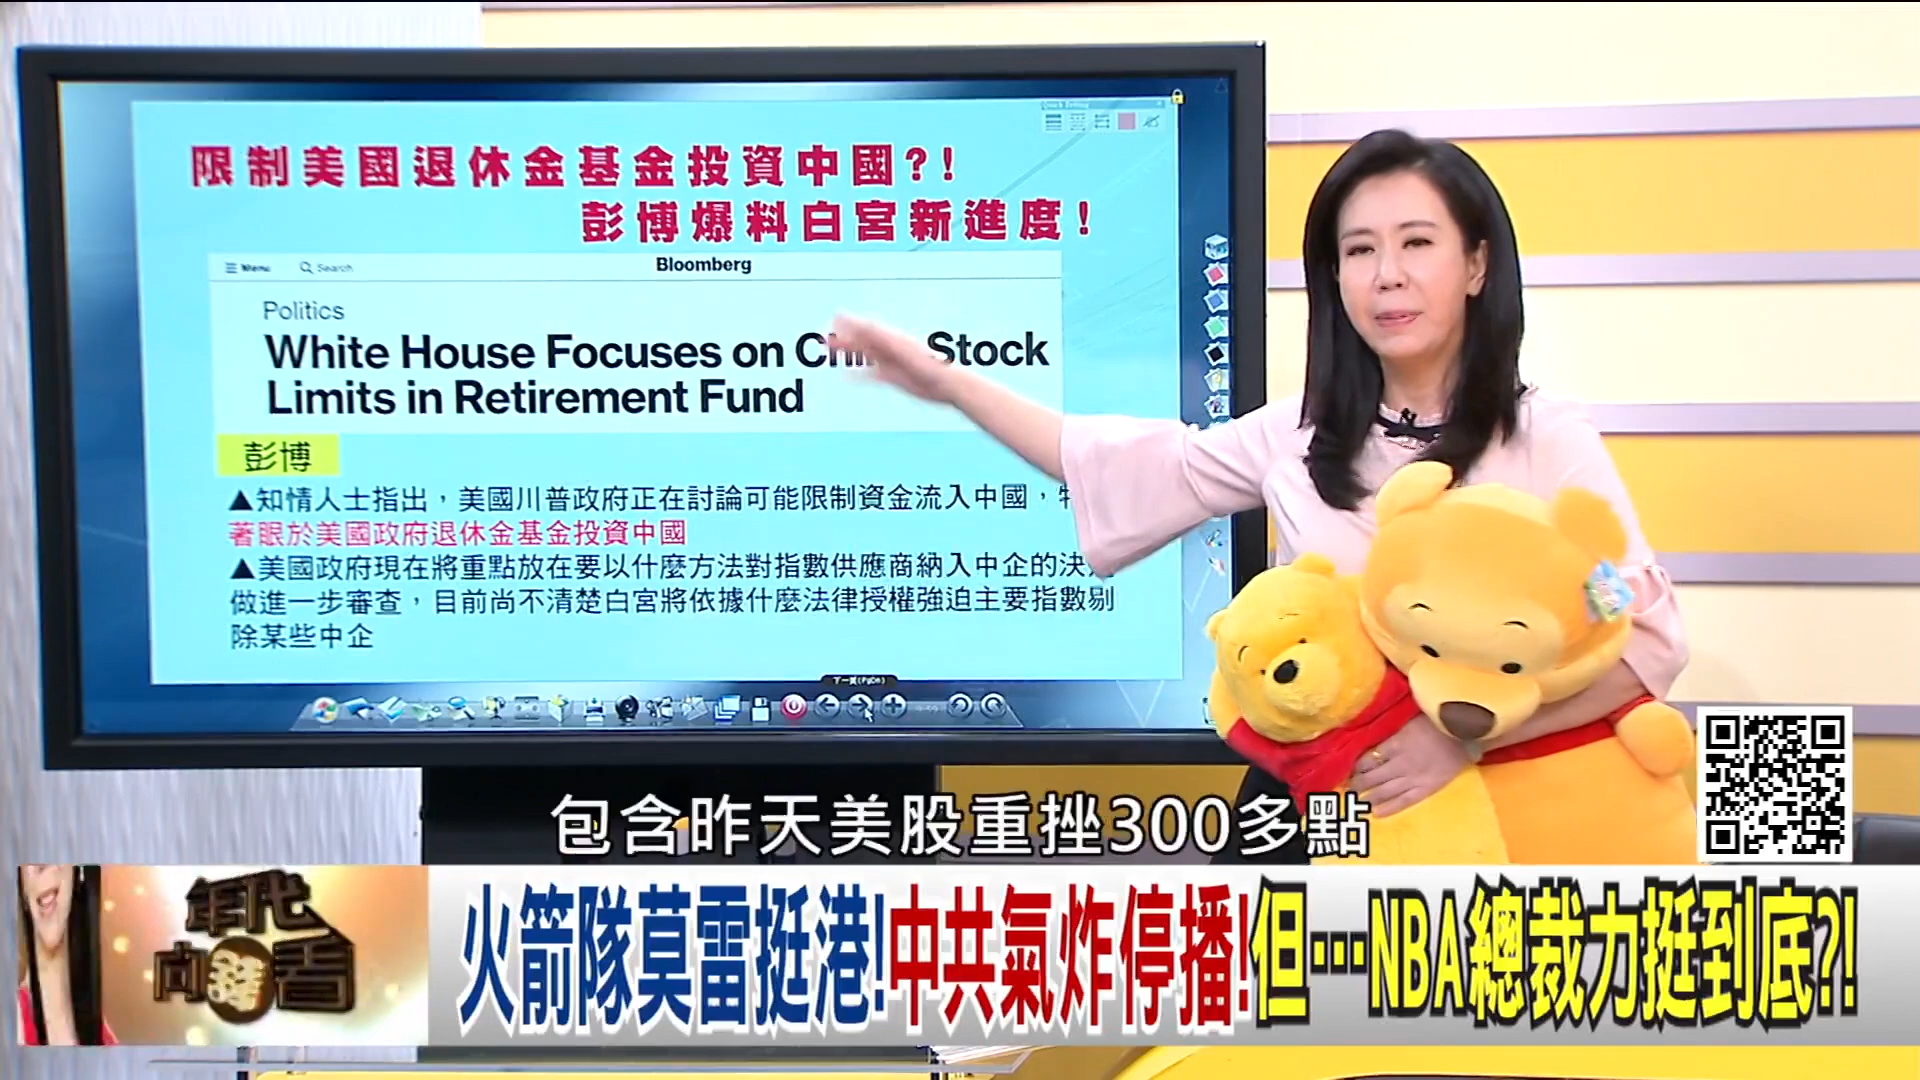 限制美國退休金基金投資中國?!
彭博爆料白宮新進度!
Menu
Search
Bloomberg
Politics
White House Focuses on Stock
Limits in Retirement Fund
彭博
▲知情人士指出，美國川普政府正在討論可能限制資金流入中國，
著眼於美國政府退休金基金投資中國
▲美國政府現在將重點放在要以什麼方法對指數供應商納入中企的決
做進一步審查，目前尚不清楚白宮將依據什麼法律授權強迫主要指數剔
除某些中企
下一頁(PgDn)
包含昨天美股重挫300多點
年代
向錢看
火箭隊莫雷挺港!中共氣炸停播!但…NBA總裁力挺到底?!